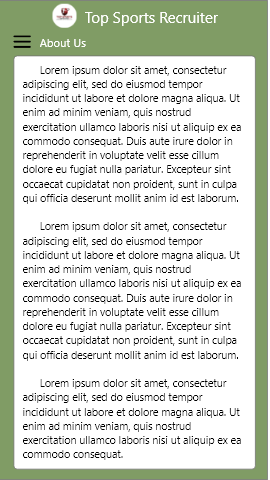 Top Sports Recruiter
About Us
Lorem ipsum dolor sit amet, consectetur
adipiscing elit, sed do eiusmod tempor
incididunt ut labore et dolore magna aliqua. Ut
enim ad minim veniam, quis nostrud
exercitation ullamco laboris nisi ut aliquip ex ea
commodo consequat. Duis aute irure dolor in
reprehenderit in voluptate velit esse cillum
dolore eu fugiat nulla pariatur. Excepteur sint
occaecat cupidatat non proident, sunt in culpa
qui officia deserunt mollit anim id est laborum.
Lorem ipsum dolor sit amet, consectetur
adipiscing elit, sed do eiusmod tempor
incididunt ut labore et dolore magna aliqua. Ut
enim ad minim veniam, quis nostrud
exercitation ullamco laboris nisi ut aliquip ex ea
commodo consequat. Duis aute irure dolor in
reprehenderit in voluptate velit esse cillum
dolore eu fugiat nulla pariatur. Excepteur sint
occaecat cupidatat non proident, sunt in culpa
qui officia deserunt mollit anim id est laborum.
Lorem ipsum dolor sit amet, consectetur
adipiscing elit, sed do eiusmod tempor
incididunt ut labore et dolore magna aliqua. Ut
enim ad minim veniam, quis nostrud
exercitation ullamco laboris nisi ut aliquip ex ea
commodo consequat.